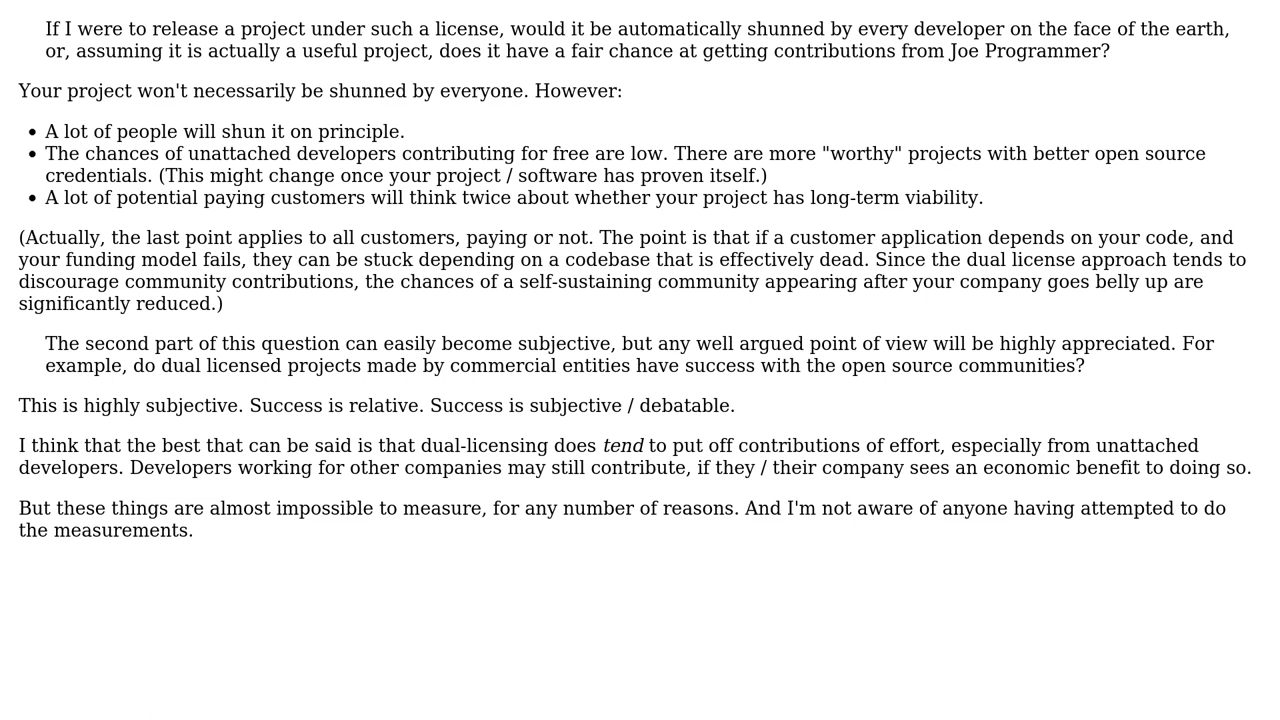 If I were to release a project under such a license, would it be automatically shunned by every developer on the face of the earth,
or, assuming it is actually a useful project, does it have a fair chance at getting contributions from Joe Programmer?
Your project won't necessarily be shunned by everyone. However:
• A lot of people will shun it on principle.
• The chances of unattached developers contributing for free are low. There are more "worthy" projects with better open source
credentials. (This might change once your project / software has proven itself.)
• A lot of potential paying customers will think twice about whether your project has long-term viability.
(Actually, the last point applies to all customers, paying or not. The point is that if a customer application depends on your code, and
your funding model fails, they can be stuck depending on a codebase that is effectively dead. Since the dual license approach tends to
discourage community contributions, the chances of a self-sustaining community appearing after your company goes belly up are
significantly reduced.)
The second part of this question can easily become subjective, but any well argued point of view will be highly appreciated. For
example, do dual licensed projects made by commercial entities have success with the open source communities?
This is highly subjective. Success is relative. Success is subjective / debatable.
I think that the best that can be said is that dual-licensing does tend to put off contributions of effort, especially from unattached
developers. Developers working for other companies may still contribute, if they / their company sees an economic benefit to doing so.
But these things are almost impossible to measure, for any number of reasons. And I'm not aware of anyone having attempted to do
the measurements.